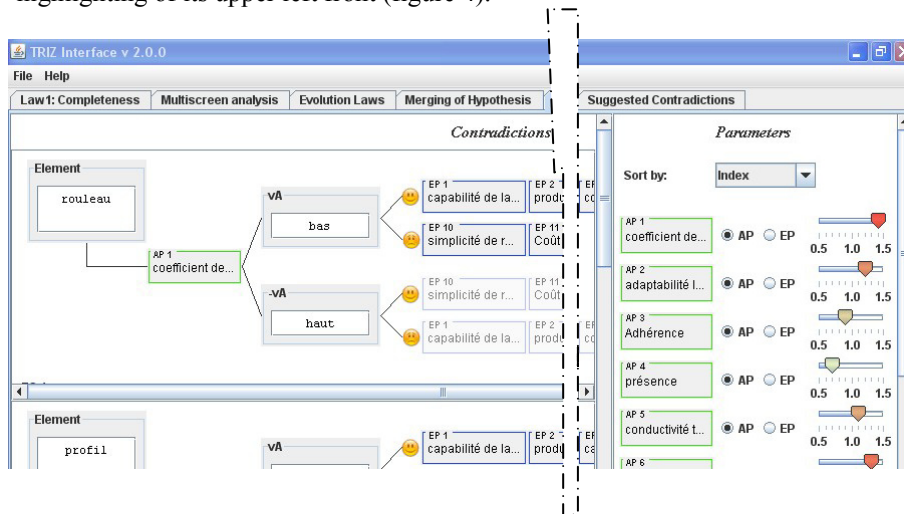 highlighting of its upper left front (figure 4).
TRIZ Interface v 2.0.0
File Help
Law1: Completeness Multiscreen analysis Evolution Laws Merging of Hypothesis Suggested Contradictions
Contradictions
Parameters
Element
rouleau
AP 1
coefficient de...
vA
bas
EP 1
capabilité de la...
EP 2
produ
EP
co
EP 10
simplicité de r...
EP 11
Coût
-vA
haut
EP 10
simplicité de r...
EP 11
Coût
EP 1
capabilité de la...
EP 2
produ
Element
profil
vA
EP 1
capabilité de la...
EP 2
produ
Sort by: Index
AP 1
coefficient de... AP EP
0.5 1.0 1.5
AP 2
adaptabilité l... AP EP
0.5 1.0 1.5
AP 3
Adhérence AP EP
0.5 1.0 1.5
AP 4
présence AP EP
0.5 1.0 1.5
AP 5
conductivité t... AP EP
0.5 1.0 1.5
AP 6